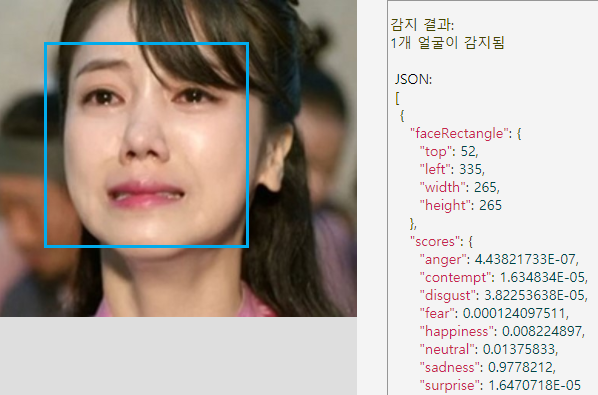 감지 결과:
1개 얼굴이 감지됨
JSON:
[
{
"faceRectangle": {
"top": 52,
"left": 335,
"width": 265,
"height": 265
},
"scores": {
"anger": 4.43821733E-07,
"contempt": 1.634834E-05,
"disgust": 3.82253638E-05,
"fear": 0.000124097511,
"happiness": 0.008224897,
"neutral": 0.01375833,
"sadness": 0.9778212,
"surprise": 1.6470718E-05